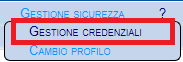 Gestione sicurezza ?
Gestione credenziali
Cambio profilo